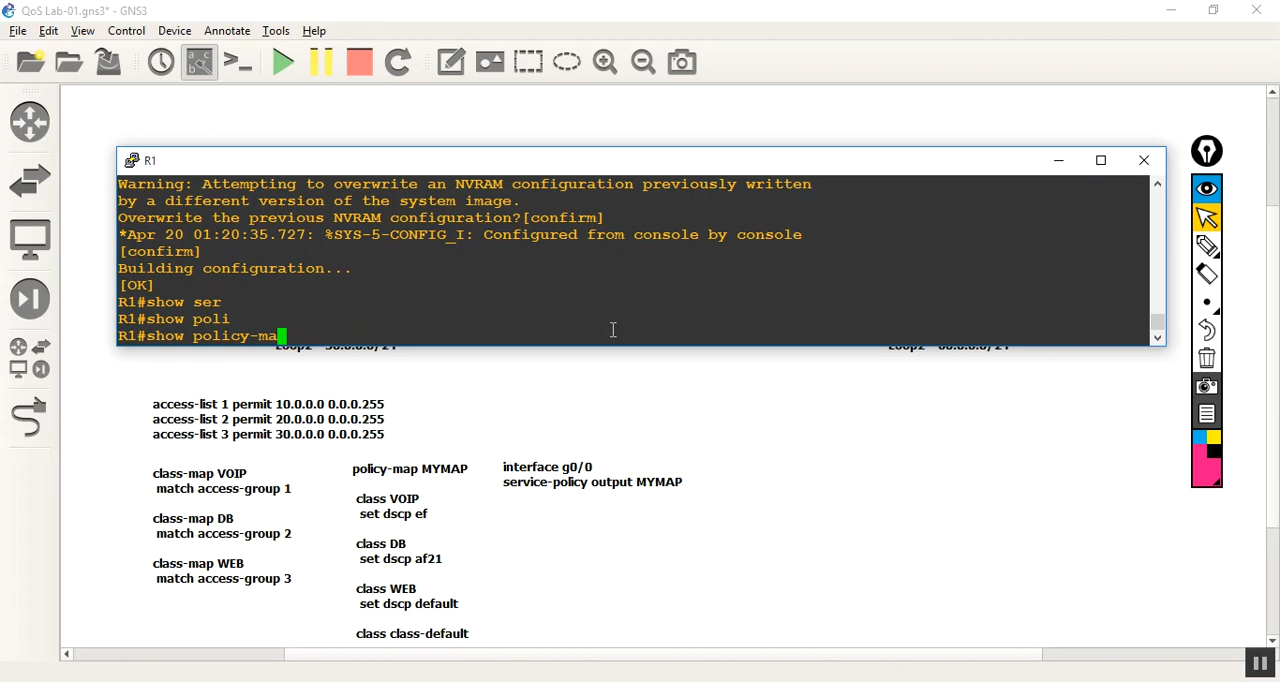 QoS Lab-01.gns3* - GNS3
File Edit View Control Device Annotate Tools Help
R1
Warning: Attempting to overwrite an NVRAM configuration previously written
by a different version of the system image.
Overwrite the previous NVRAM configuration?[confirm]
*Apr 20 01:20:35.727: %SYS-5-CONFIG_I: Configured from console by console
[confirm]
Building configuration...
[OK]
R1#show ser
R1#show poli
R1#show policy-ma
access-list 1 permit 10.0.0.0 0.0.0.255
access-list 2 permit 20.0.0.0 0.0.0.255
access-list 3 permit 30.0.0.0 0.0.0.255
class-map VOIP
match access-group 1
class-map DB
match access-group 2
class-map WEB
match access-group 3
policy-map MYMAP
class VOIP
set dscp ef
class DB
set dscp af21
class WEB
set dscp default
class class-default
interface g0/0
service-policy output MYMAP